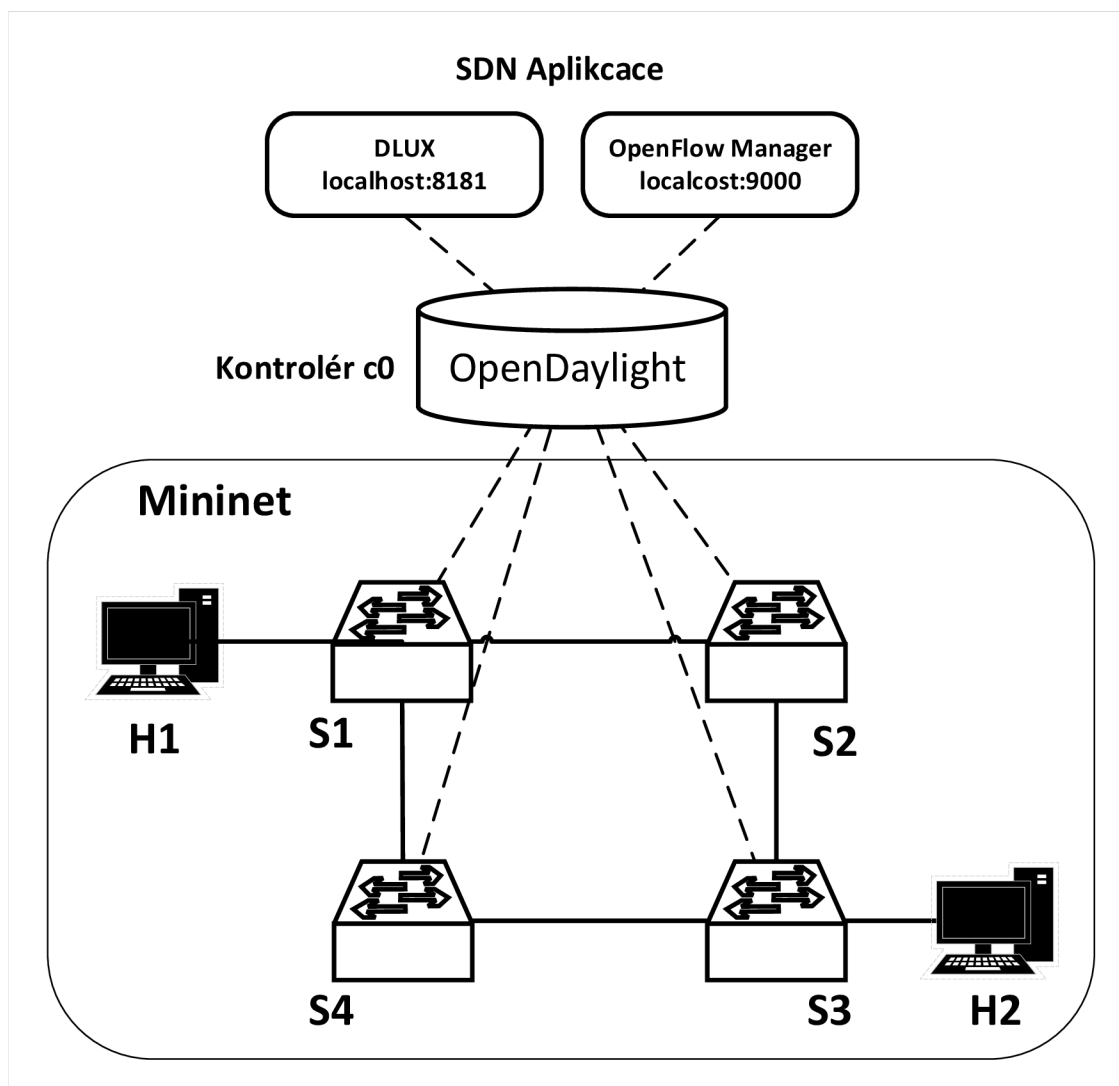 SDN Aplikcace
DLUX
localhost:8181
OpenFlow Manager
localcost:9000
Kontrolér c0
OpenDaylight
Mininet
H1
S1
S2
S4
S3
H2